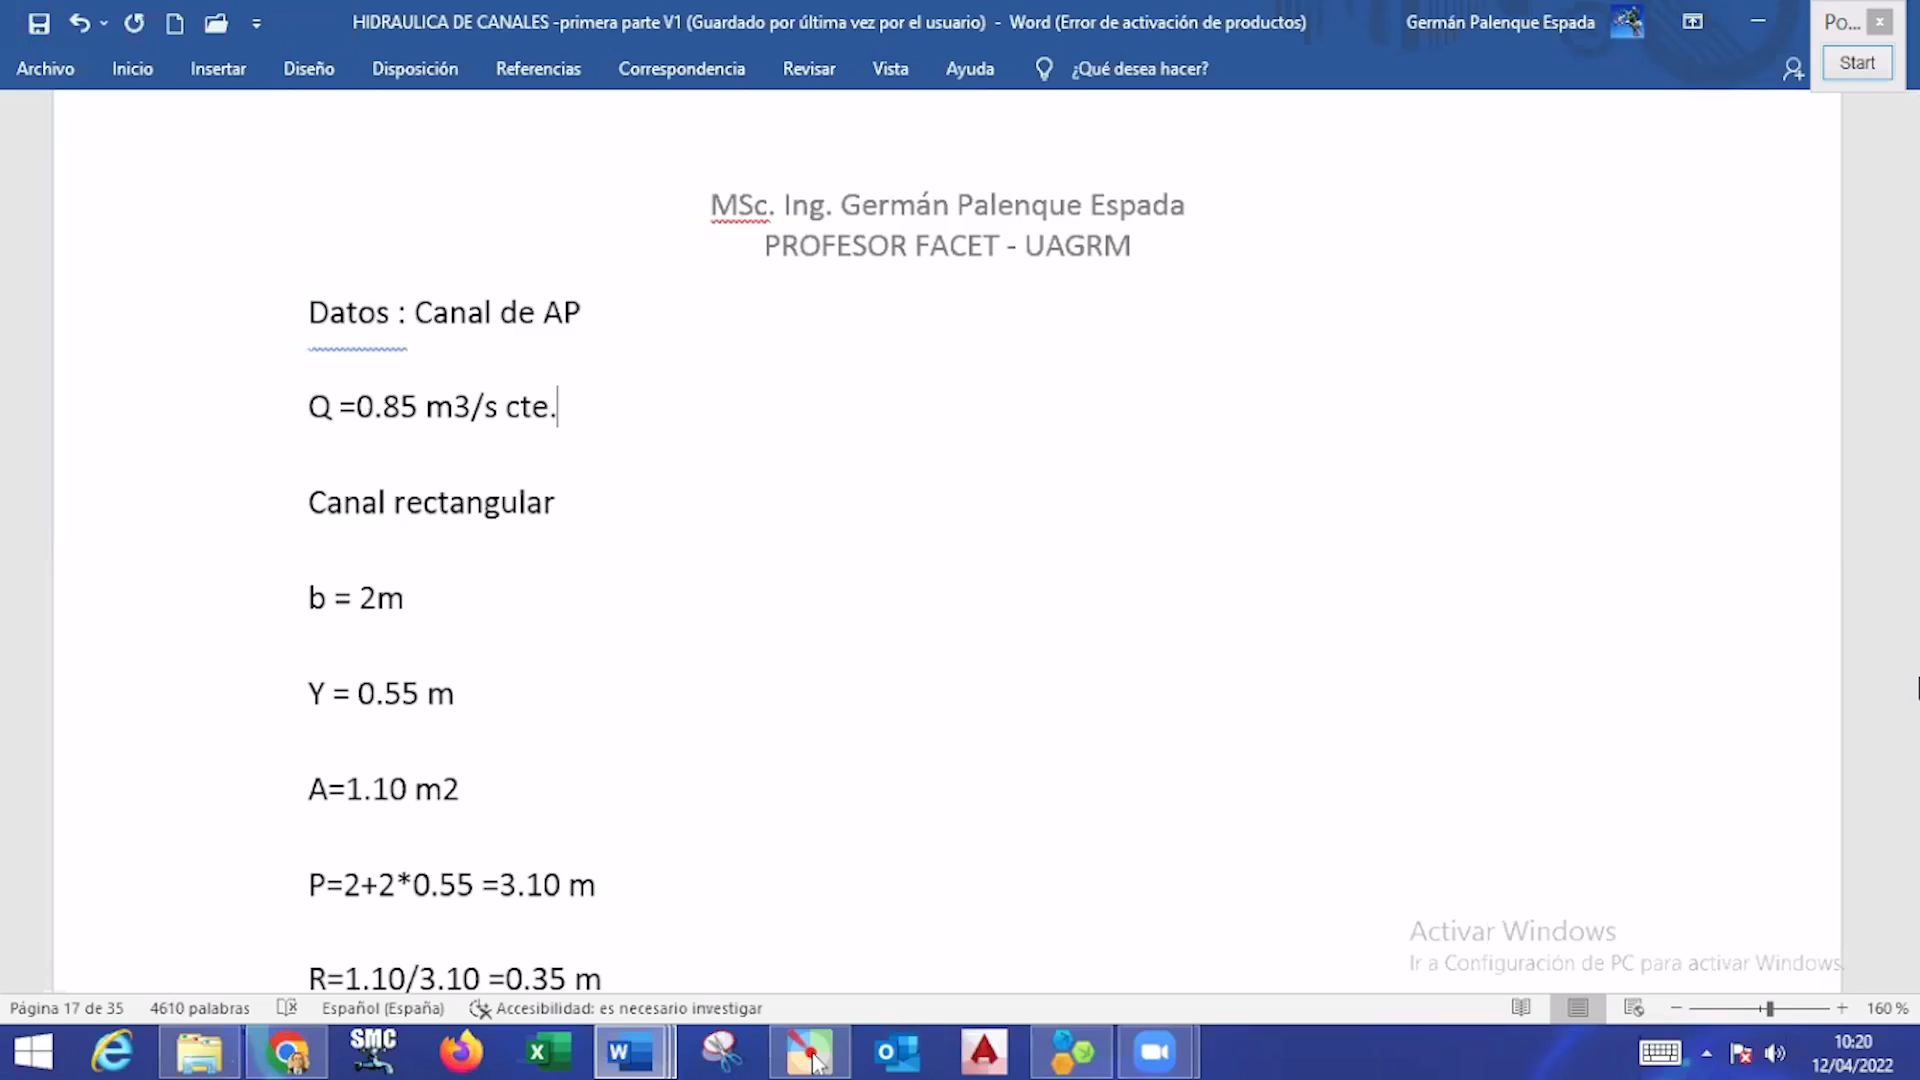 HIDRAULICA DE CANALES -primera parte V1 (Guardado por última vez por el usuario) - Word (Error de activación de productos)
Germán Palenque Espada
Po...
Start
Archivo Inicio Insertar Diseño Disposición Referencias Correspondencia Revisar Vista Ayuda ¿Qué desea hacer?
MSc. Ing. Germán Palenque Espada
PROFESOR FACET - UAGRM
Datos : Canal de AP
Q =0.85 m3/s cte.
Canal rectangular
b = 2m
Y = 0.55 m
A=1.10 m2
P=2+2*0.55 =3.10 m
R=1.10/3.10 =0.35 m
Activar Windows
Ir a Configuración de PC para activar Windows.
Página 17 de 35 4610 palabras Español (España) Accesibilidad: es necesario investigar 160 %
SMC
10:20
12/04/2022